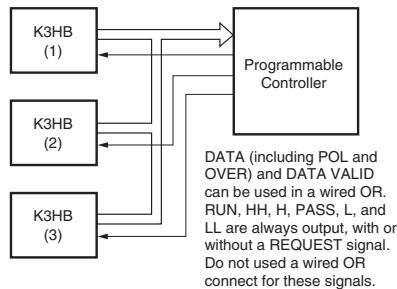 K3HB
(1)
Programmable
Controller
K3HB
(2)
K3HB
(3)
DATA (including POL and
OVER) and DATA VALID
can be used in a wired OR.
RUN, HH, H, PASS, L, and
LL are always output, with or
without a REQUEST signal.
Do not used a wired OR
connect for these signals.